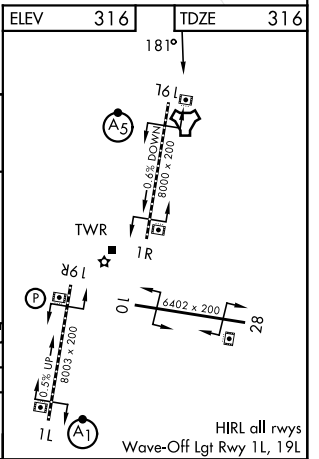 ELEV 316
TDZE 316
181°
19L
A5
0.6% DOWN
8000 x 200
TWR
1R
19R
P
10
6402 x 200
28
0.5% UP
8003 x 200
1L
A1
HIRL all rwys
Wave-Off Lgt Rwy 1L, 19L